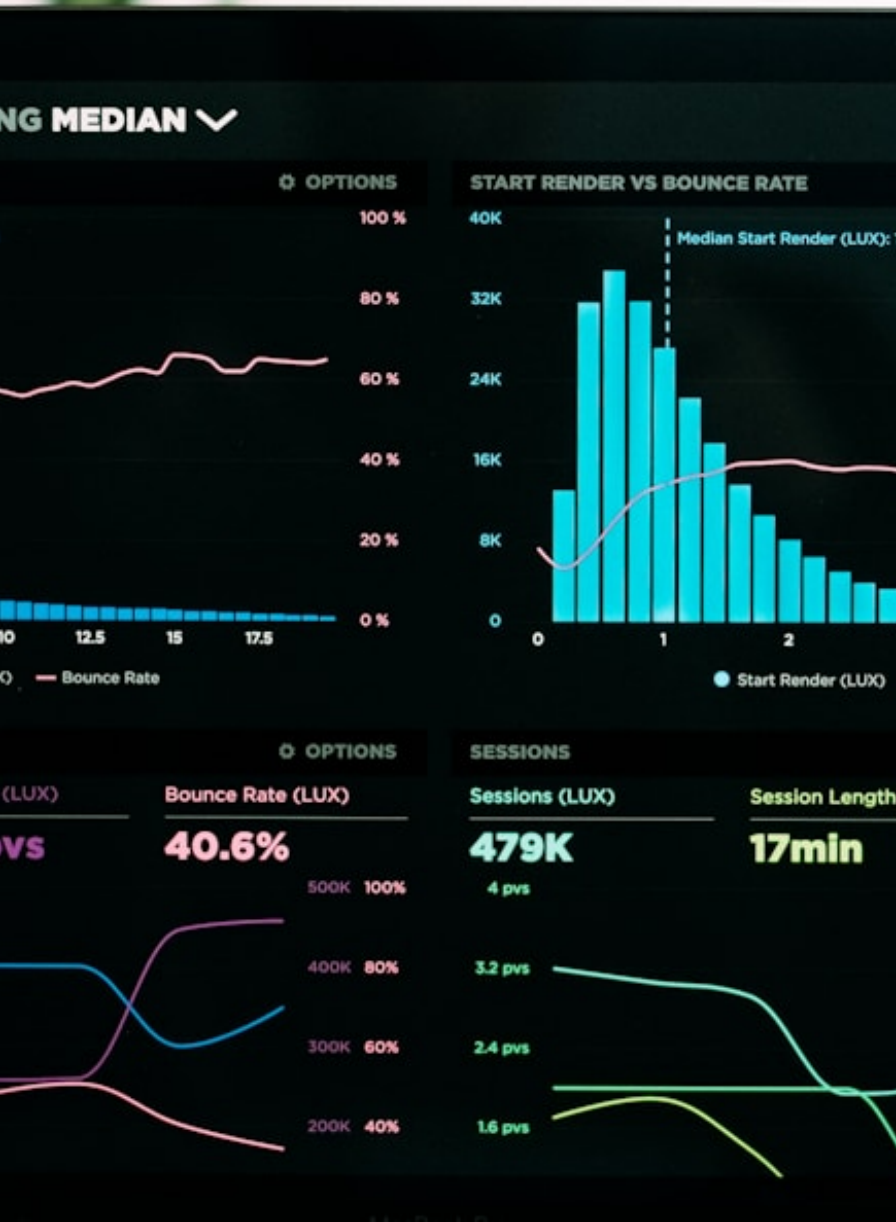 NG MEDIAN
OPTIONS
100 %
80 %
60 %
40 %
20 %
0 %
10 12.5 15 17.5
Bounce Rate
START RENDER VS BOUNCE RATE
40K
Median Start Render (LUX):
32K
24K
16K
8K
0
0 1 2
Start Render (LUX)
OPTIONS
(LUX)
Bounce Rate (LUX)
pvs
40.6%
500K 100%
400K 80%
300K 60%
200K 40%
SESSIONS
Sessions (LUX)
Session Length
479K
17min
4 pvs
3.2 pvs
2.4 pvs
1.6 pvs